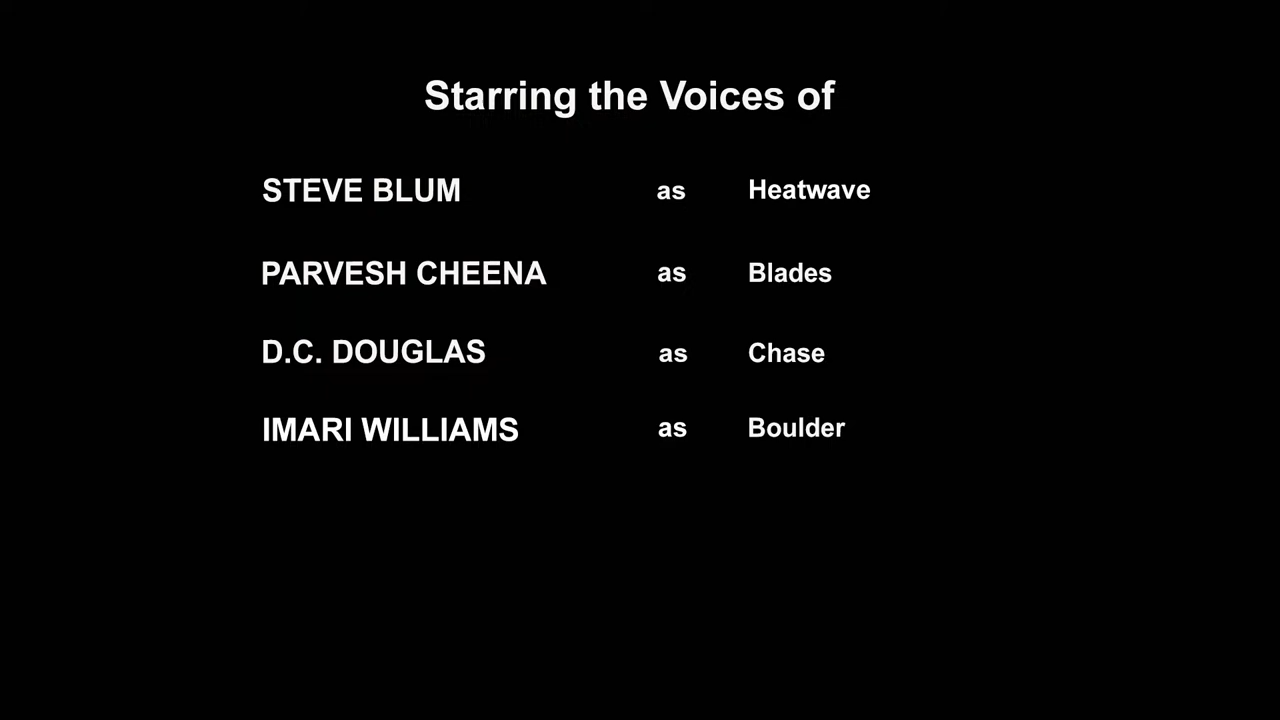 Starring the Voices of
STEVE BLUM as Heatwave
PARVESH CHEENA as Blades
D.C. DOUGLAS as Chase
IMARI WILLIAMS as Boulder